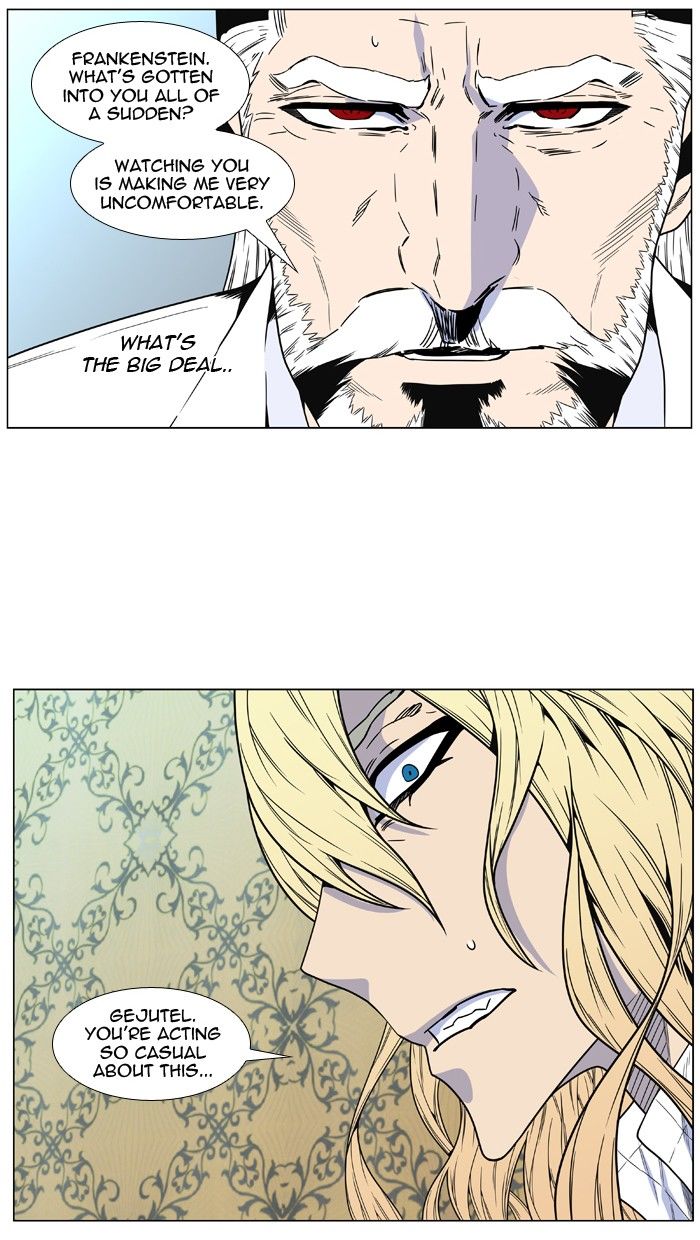 FRANKENSTEIN.
WHAT'S GOTTEN
INTO YOU ALL OF
A SUDDEN?
WATCHING YOU
IS MAKING ME VERY
UNCOMFORTABLE.
WHAT'S
THE BIG DEAL..
GEJUTEL.
YOU'RE ACTING
SO CASUAL
ABOUT THIS...